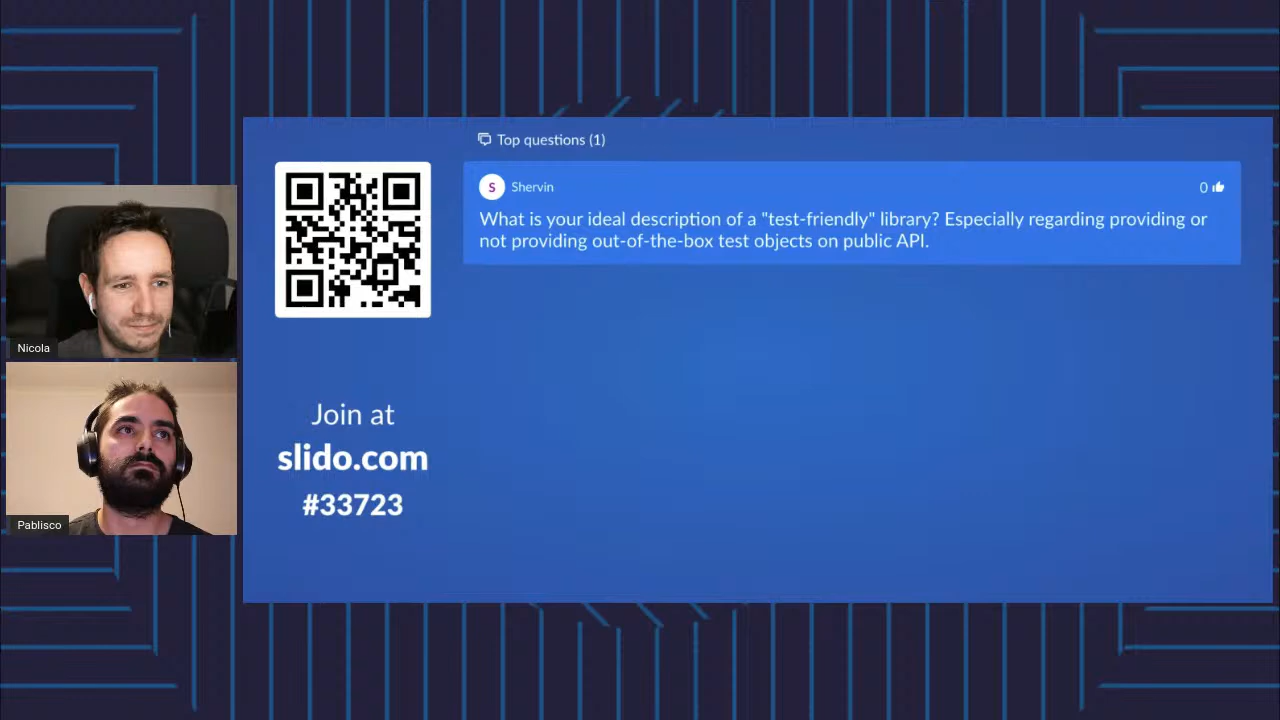 Top questions (1)
S
Shervin
0
What is your ideal description of a "test-friendly" library? Especially regarding providing or
not providing out-of-the-box test objects on public API.
Nicola
Join at
slido.com
#33723
Pablisco